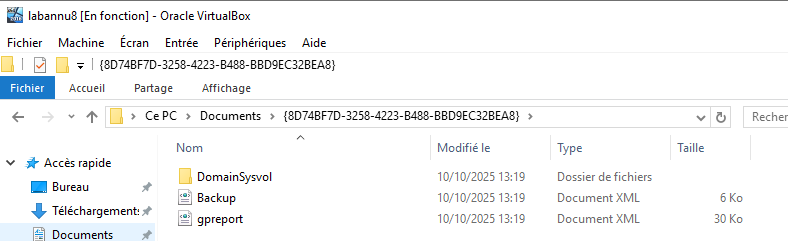 labannu8 [En fonction] - Oracle VirtualBox
Fichier Machine Écran Entrée Périphériques Aide
{8D74BF7D-3258-4223-B488-BBD9EC32BEA8}
Fichier Accueil Partage Affichage
Ce PC > Documents > {8D74BF7D-3258-4223-B488-BBD9EC32BEA8} > Recher
Nom Modifié le Type Taille
Accès rapide DomainSysvol 10/10/2025 13:19 Dossier de fichiers
Bureau Backup 10/10/2025 13:19 Document XML 6 Ko
Téléchargement: gpreport 10/10/2025 13:19 Document XML 30 Ko
Documents